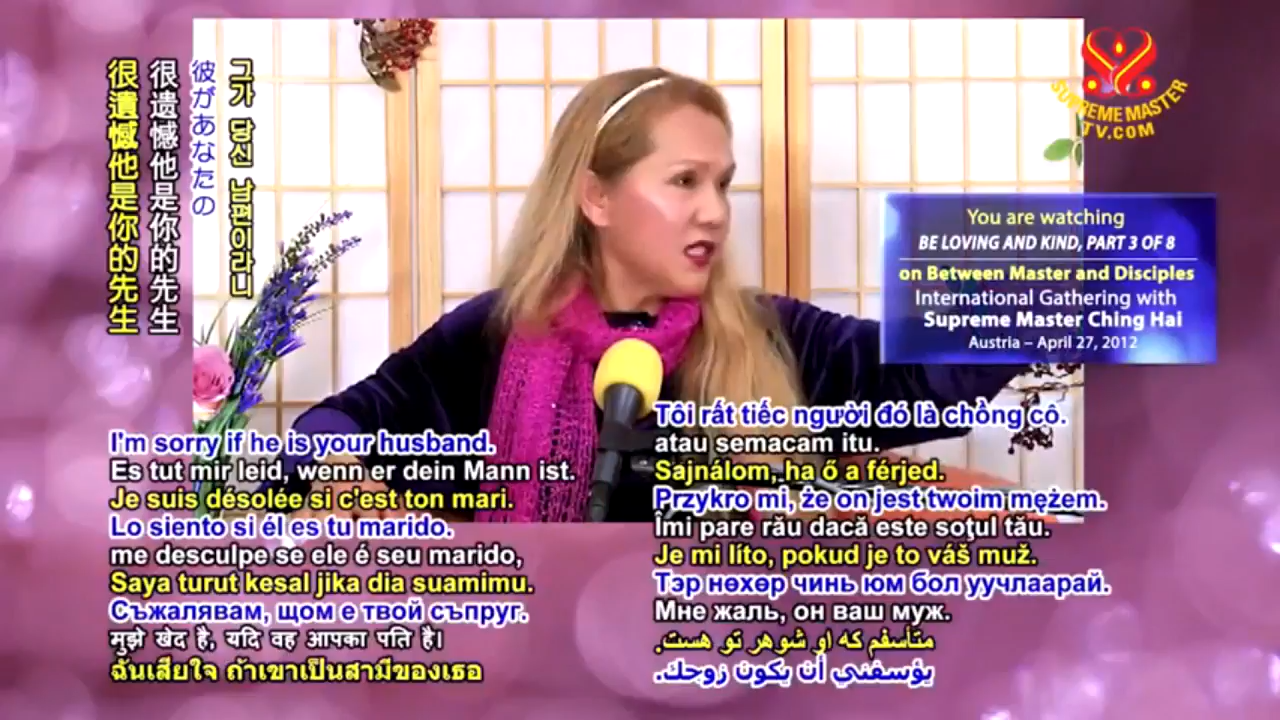 很遺憾他是你的先生
很遗憾他是你的先生
彼があなたの
그가 당신 남편이라니
SUPREME MASTER
TV.COM
You are watching
BE LOVING AND KIND, PART 3 OF 8
on Between Master and Disciples
International Gathering with
Supreme Master Ching Hai
Austria – April 27, 2012
I'm sorry if he is your husband.
Es tut mir leid, wenn er dein Mann ist.
Je suis désolée si c'est ton mari.
Lo siento si él es tu marido.
me desculpe se ele é seu marido,
Saya turut kesal jika dia suamimu.
Съжалявам, щом е твой съпруг.
मुझे खेद है, यदि वह आपका पति है।
ฉันเสียใจ ถ้าเขาเป็นสามีของเธอ
Tôi rất tiếc người đó là chồng cô.
atau semacam itu.
Sajnálom, ha ő a férjed.
Przykro mi, że on jest twoim mężem.
Îmi pare rău dacă este soţul tău.
Je mi líto, pokud je to váš muž.
Тэр нөхөр чинь юм бол уучлаарай.
Мне жаль, он ваш муж.
متأسفم که او شوهر تو هست.
يؤسفني أن يكون زوجك.